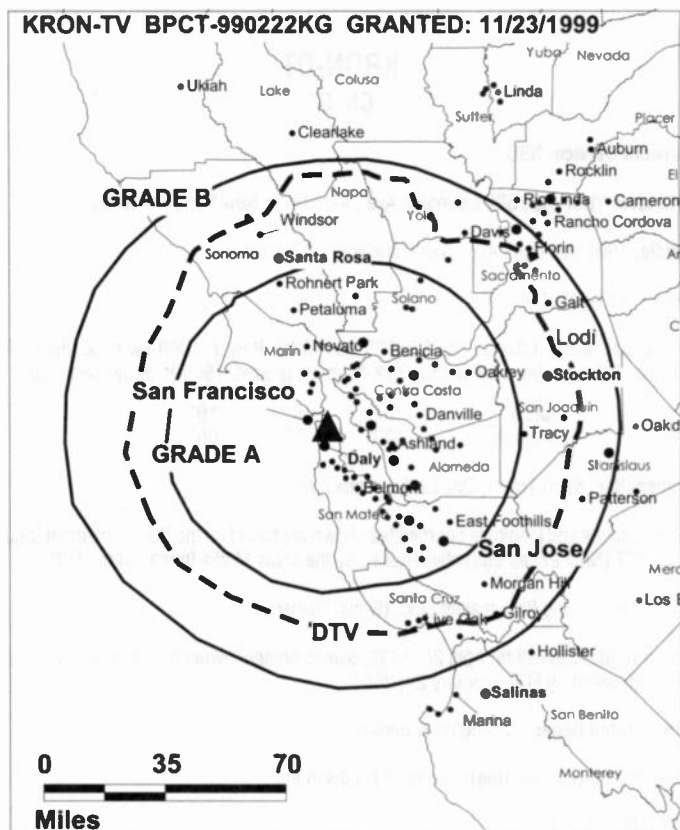 KRON-TV BPCT-990222KG GRANTED: 11/23/1999
Yuba
Nevada
Colusa
Ukiah
Lake
Linda
Sutter
Placer
Clearlake
Auburn
Rocklin
GRADE B
Napa
Yolo
Rio Linda
Cameron
Windsor
Rancho Cordova
Davis
Florin
Sonoma
Santa Rosa
Sacramento
Rohnert Park
Solano
Petaluma
Galt
Lodi
Marin
Novato
Benicia
Oakley
Stockton
Contra Costa
San Francisco
San Joaquin
Danville
Oakd
Tracy
GRADE A
Ashland
Daly
Alameda
Stanislaus
Belmont
Patterson
San Mateo
East Foothills
San Jose
Merc
Morgan Hill
Santa Cruz
Los B
Live Oak
Gilroy
DTV
Hollister
Salinas
Marina
San Benito
0 35 70
Monterey
Miles